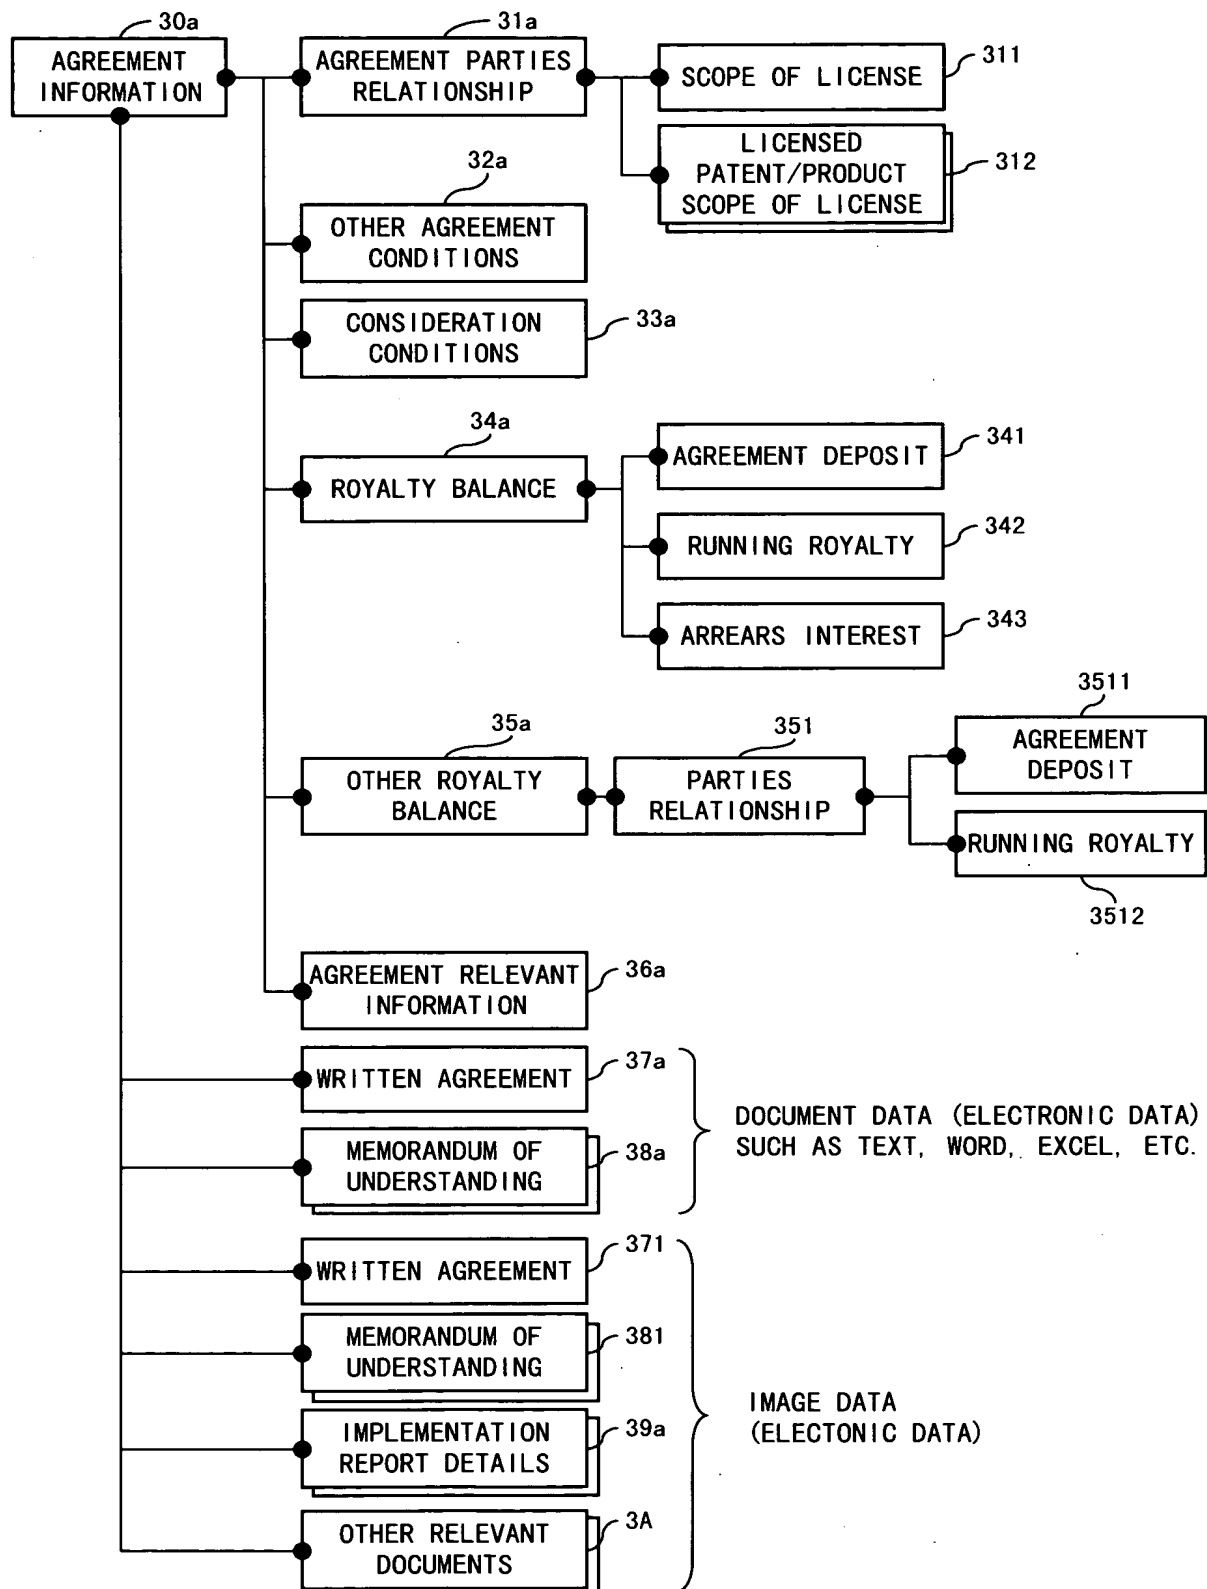 30a
AGREEMENT
INFORMATION
31a
AGREEMENT PARTIES
RELATIONSHIP
SCOPE OF LICENSE
311
LICENSED
PATENT/PRODUCT
SCOPE OF LICENSE
312
32a
OTHER AGREEMENT
CONDITIONS
CONSIDERATION
CONDITIONS
33a
34a
ROYALTY BALANCE
AGREEMENT DEPOSIT
341
RUNNING ROYALTY
342
ARREARS INTEREST
343
35a
OTHER ROYALTY
BALANCE
351
PARTIES
RELATIONSHIP
3511
AGREEMENT
DEPOSIT
RUNNING ROYALTY
3512
AGREEMENT RELEVANT
INFORMATION
36a
WRITTEN AGREEMENT
37a
MEMORANDUM OF
UNDERSTANDING
38a
DOCUMENT DATA (ELECTRONIC DATA)
SUCH AS TEXT, WORD, EXCEL, ETC.
WRITTEN AGREEMENT
371
MEMORANDUM OF
UNDERSTANDING
381
IMPLEMENTATION
REPORT DETAILS
39a
OTHER RELEVANT
DOCUMENTS
3A
IMAGE DATA
(ELECTONIC DATA)